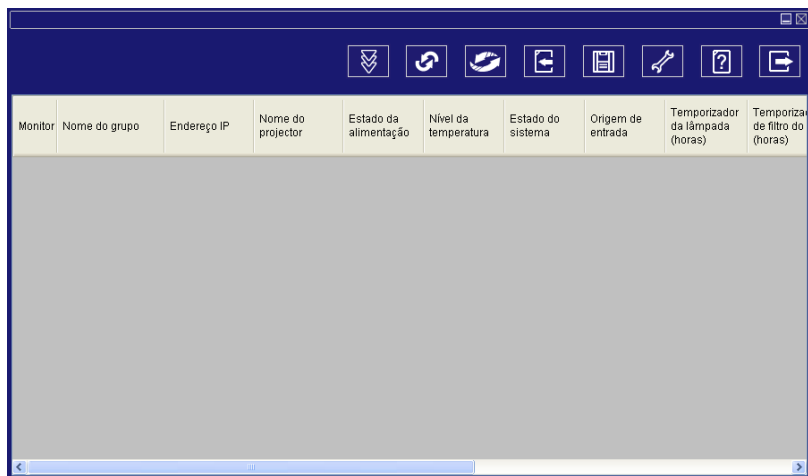 Monitor
Nome do grupo
Endereço IP
Nome do
projector
Estado da
alimentação
Nível da
temperatura
Estado do
sistema
Origem de
entrada
Temporizador
da lâmpada
(horas)
de filtro do
(horas)